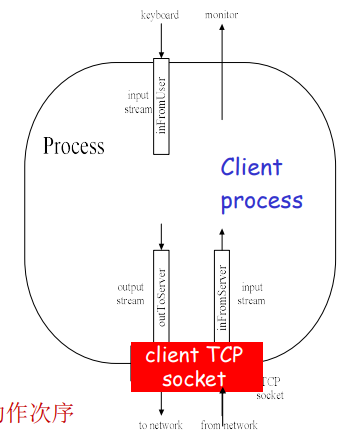 keyboard
monitor
input
stream
inFromUser
Process
Client
process
output
stream
outToServer
inFromServer
input
stream
client TCP
socket
TCP
socket
作次序
to network
from network